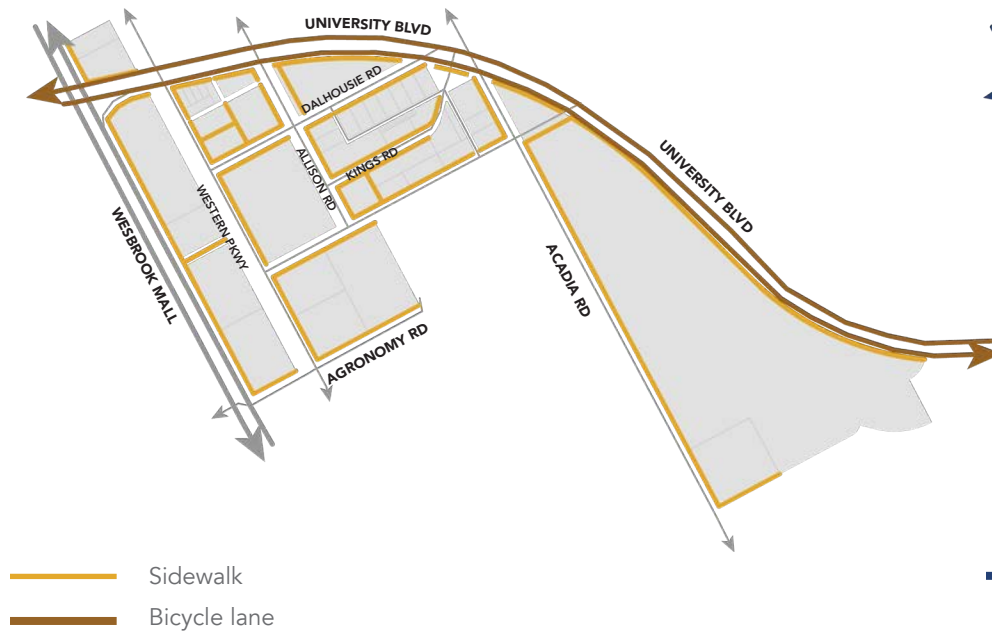 UNIVERSITY BLVD
DALHOUSIE RD
KINGS RD
ALLISON RD
WESTERN PKWY
WESBROOK MALL
AGRONOMY RD
ACADIA RD
UNIVERSITY BLVD
Sidewalk
Bicycle lane